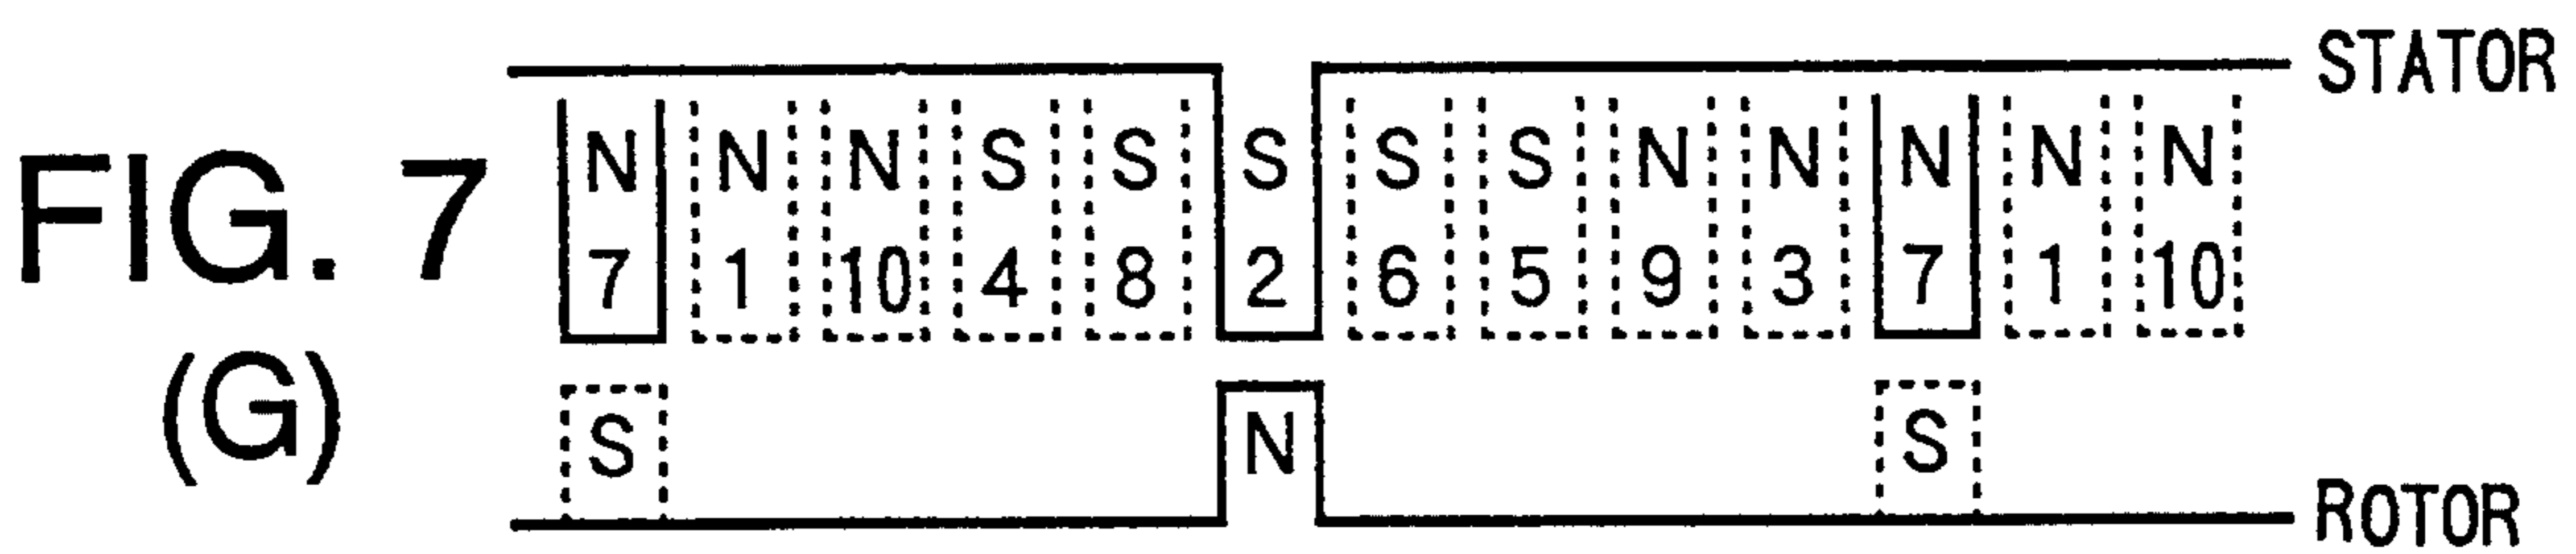 FIG. 7
(G)
STATOR
N N N S S S S S N N N N N
7 1 10 4 8 2 6 5 9 3 7 1 10
S N S
ROTOR